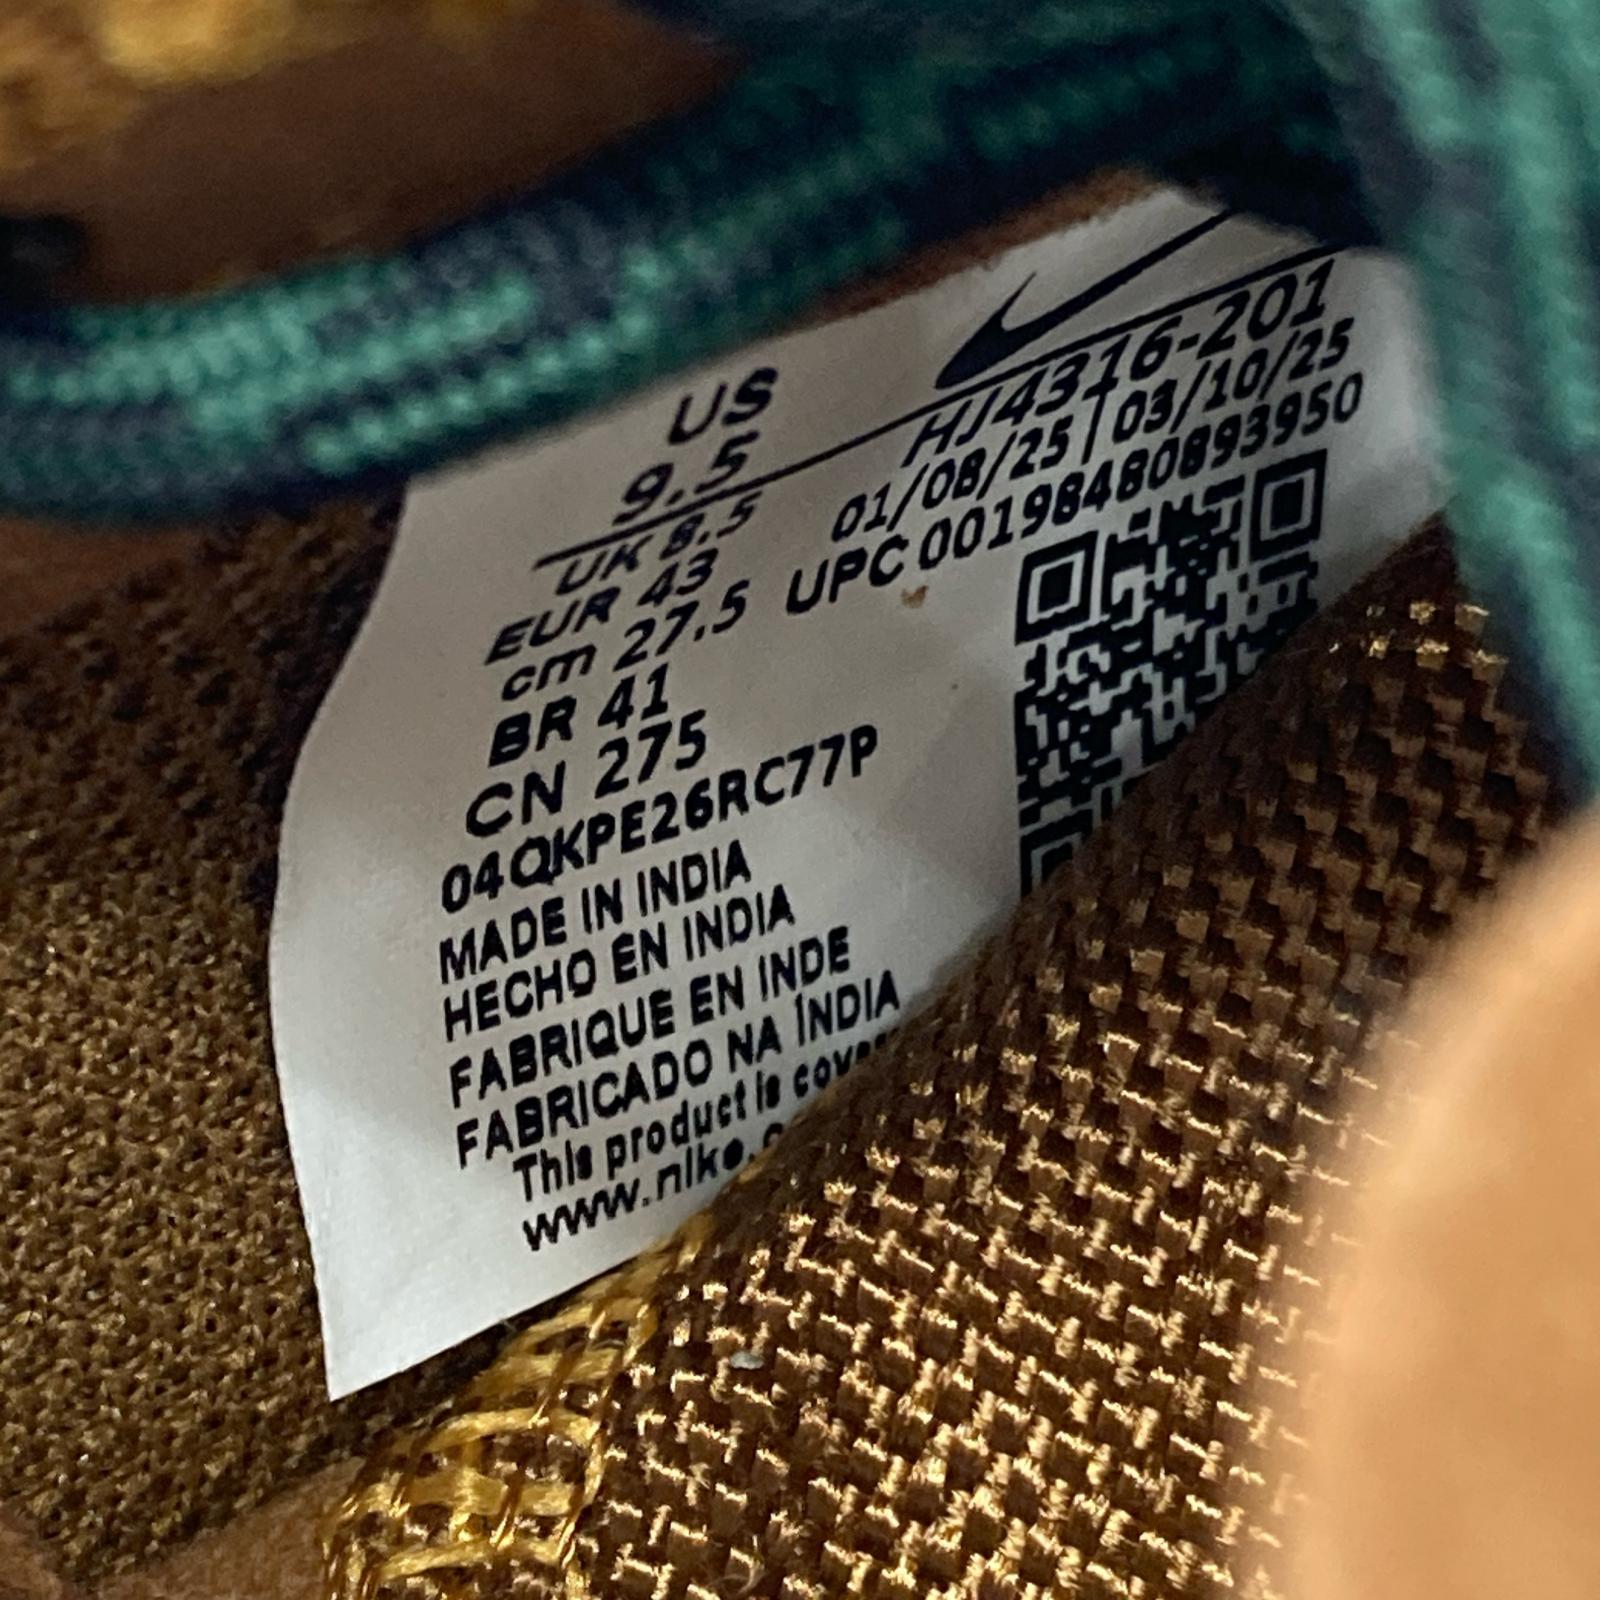 US
9.5
UK 8.5
EUR 43
cm 27.5
BR 41
CN 275
HJ4316-201
01/08/25 | 03/10/25
UPC 00198480893950
04QKPE26RC77P
MADE IN INDIA
HECHO EN INDIA
FABRIQUE EN INDE
FABRICADO NA ÍNDIA
This product is
www.nike.